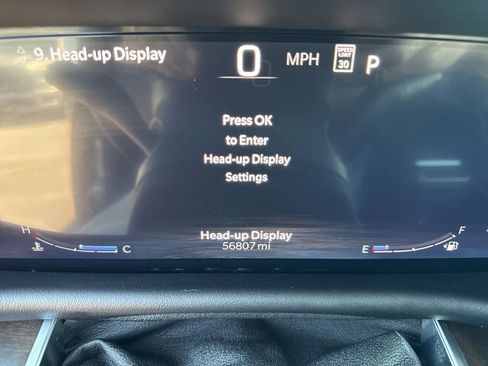 9. Head-up Display
0 MPH
SPEED
LIMIT
30
P
Press OK
to Enter
Head-up Display
Settings
Head-up Display
56807 mi
H
C
E
F